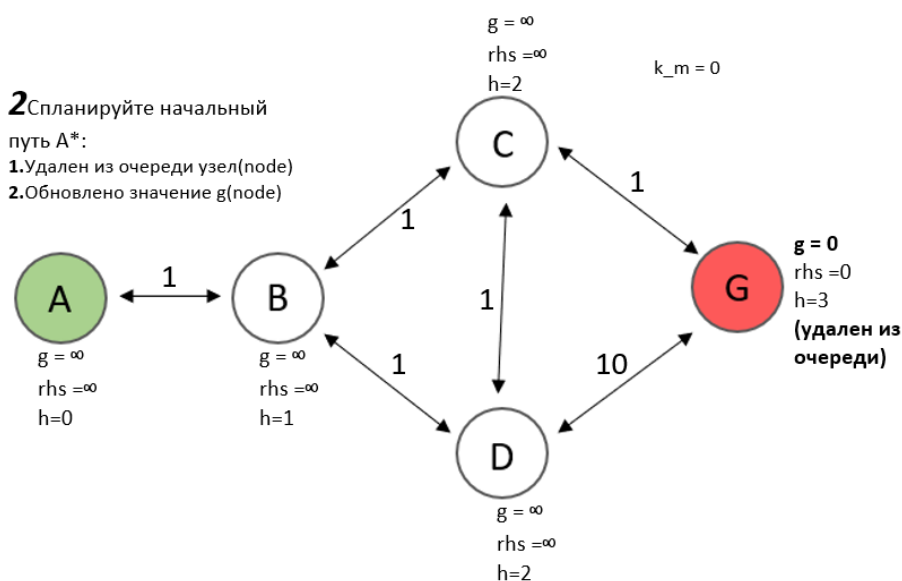 g = ∞
rhs =∞
h=2
k_m = 0
2Спланируйте начальный
путь A*:
1.Удален из очереди узел(node)
2.Обновлено значение g(node)
C
1
1
g = 0
rhs =0
h=3
(удален из
очереди)
A
1
B
1
G
g = ∞
rhs =∞
h=0
g = ∞
rhs =∞
h=1
1
10
D
g = ∞
rhs =∞
h=2